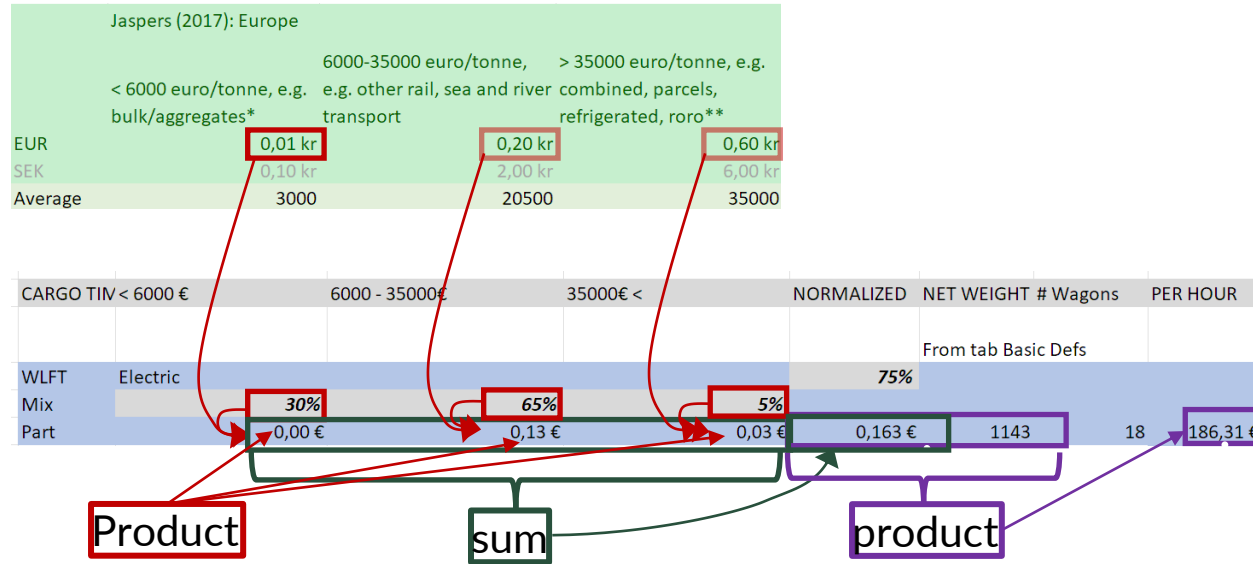 Jaspers (2017): Europe
< 6000 euro/tonne, e.g. bulk/aggregates*
6000-35000 euro/tonne, e.g. other rail, sea and river transport
> 35000 euro/tonne, e.g. combined, parcels, refrigerated, roro**
EUR 0,01 kr 0,20 kr 0,60 kr
SEK 0,10 kr 2,00 kr 6,00 kr
Average 3000 20500 35000
CARGO TIM < 6000 € 6000 - 35000€ 35000€ < NORMALIZED NET WEIGHT # Wagons PER HOUR
From tab Basic Defs
WLFT Electric 75%
Mix 30% 65% 5%
Part 0,00 € 0,13 € 0,03 € 0,163 € 1143 18 186,31 €
Product
sum
product